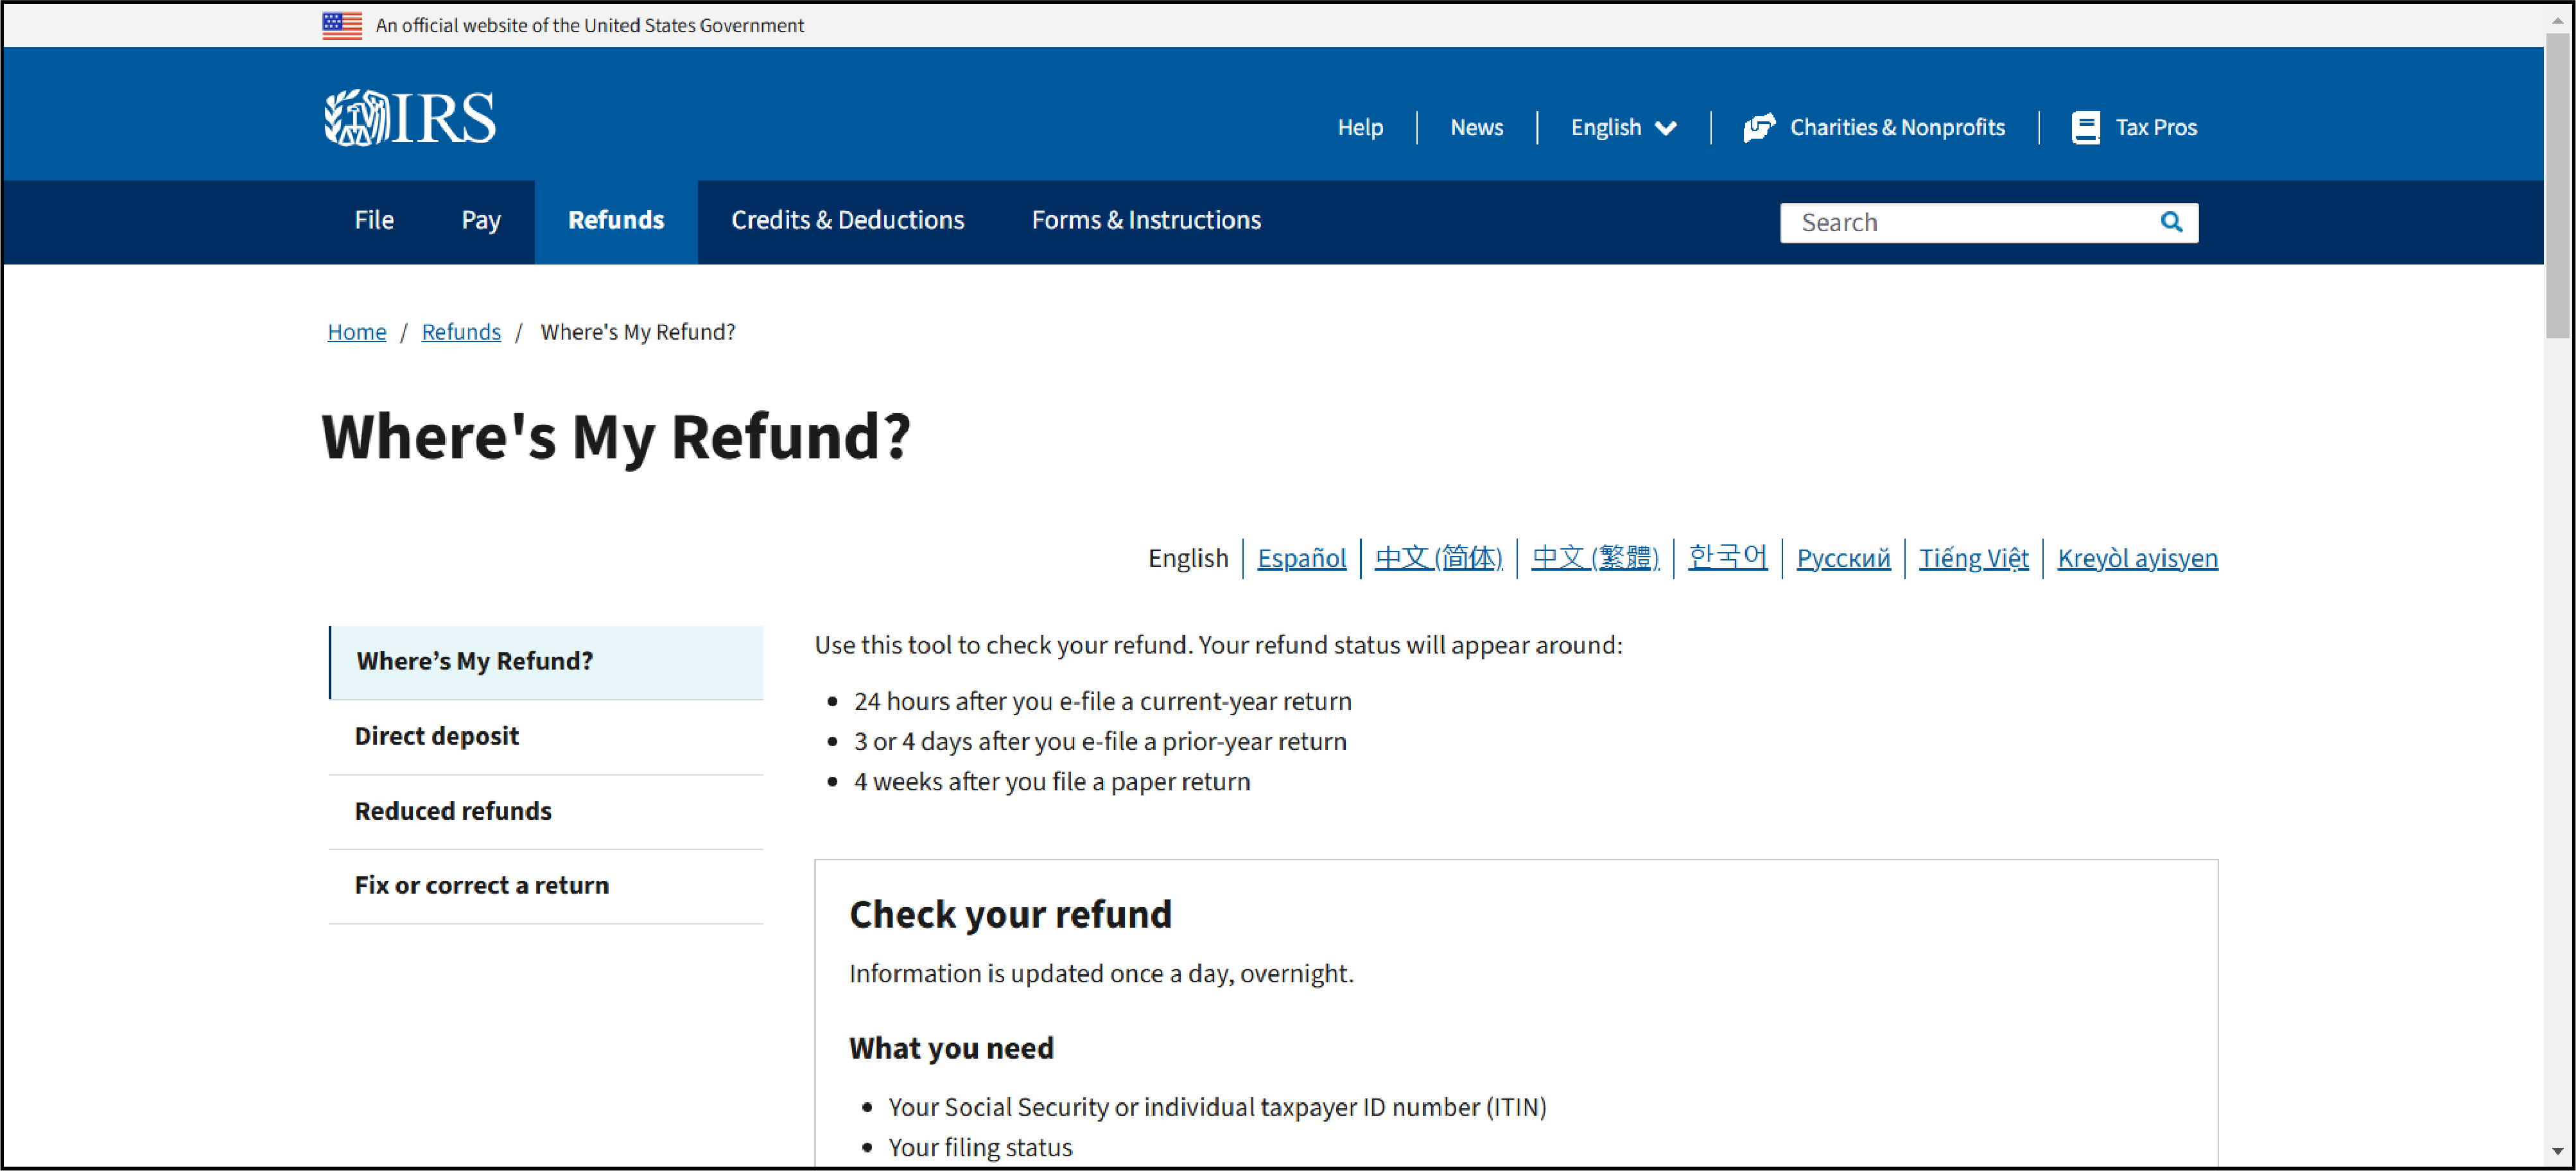 An official website of the United States Government
IRS
Help
News
English
Charities & Nonprofits
Tax Pros
File
Pay
Refunds
Credits & Deductions
Forms & Instructions
Search
Home / Refunds / Where's My Refund?
Where's My Refund?
English
Español
中文 (简体)
中文 (繁體)
한국어
Русский
Tiếng Việt
Kreyòl ayisyen
Where’s My Refund?
Direct deposit
Reduced refunds
Fix or correct a return
Use this tool to check your refund. Your refund status will appear around:
• 24 hours after you e-file a current-year return
• 3 or 4 days after you e-file a prior-year return
• 4 weeks after you file a paper return
Check your refund
Information is updated once a day, overnight.
What you need
• Your Social Security or individual taxpayer ID number (ITIN)
• Your filing status